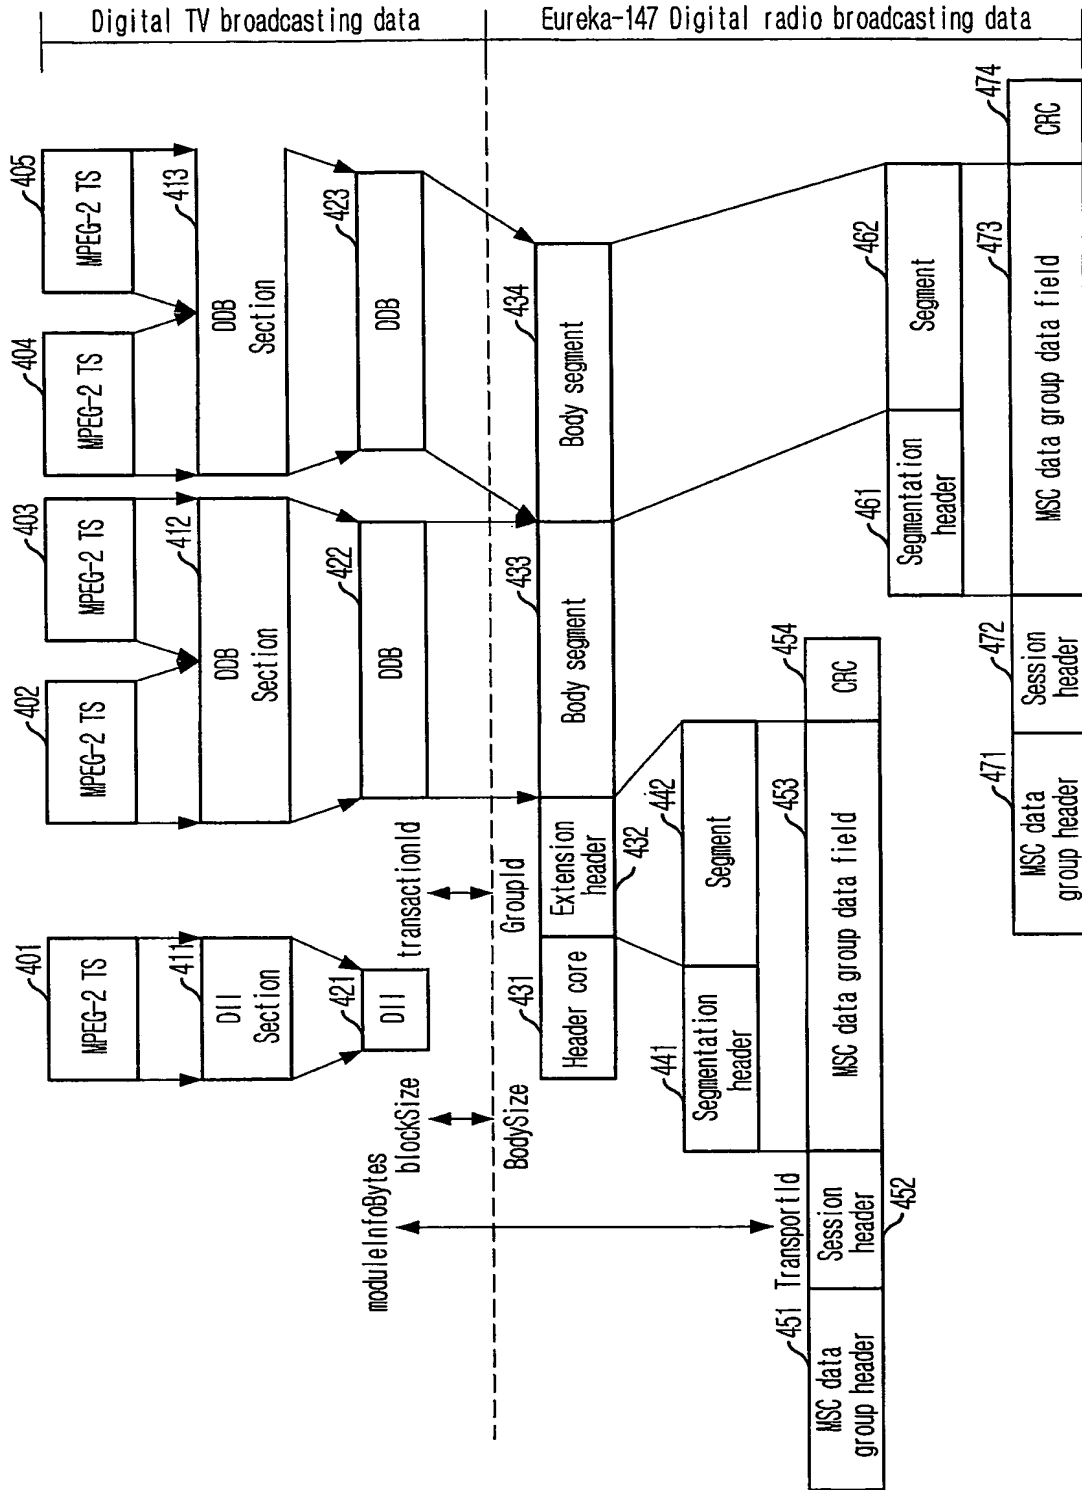 Digital TV broadcasting data
Eureka-147 Digital radio broadcasting data
401
MPEG-2 TS
402
MPEG-2 TS
403
MPEG-2 TS
404
MPEG-2 TS
405
MPEG-2 TS
411
DII
Section
412
DDB
Section
413
DDB
Section
421
DII
422
DDB
423
DDB
moduleInfoBytes
blockSize
transactionId
BodySize
GroupId
431
Header core
Extension
header
432
433
Body segment
434
Body segment
441
Segmentation
header
442
Segment
461
Segmentation
header
462
Segment
451
MSC data
group header
TransportId
Session
header
452
453
MSC data group data field
454
CRC
471
MSC data
group header
472
Session
header
473
MSC data group data field
474
CRC